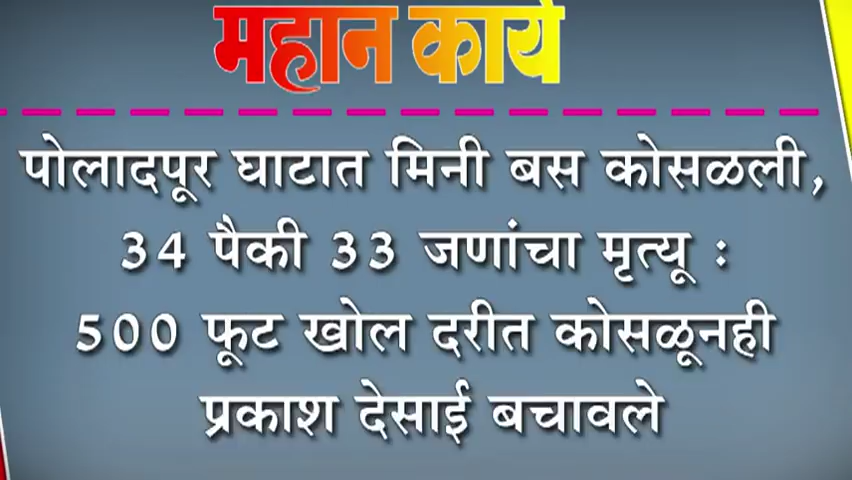 महान कार्य
पोलादपूर घाटात मिनी बस कोसळली,
34 पैकी 33 जणांचा मृत्यू :
500 फूट खोल दरीत कोसळूनही
प्रकाश देसाई बचावले